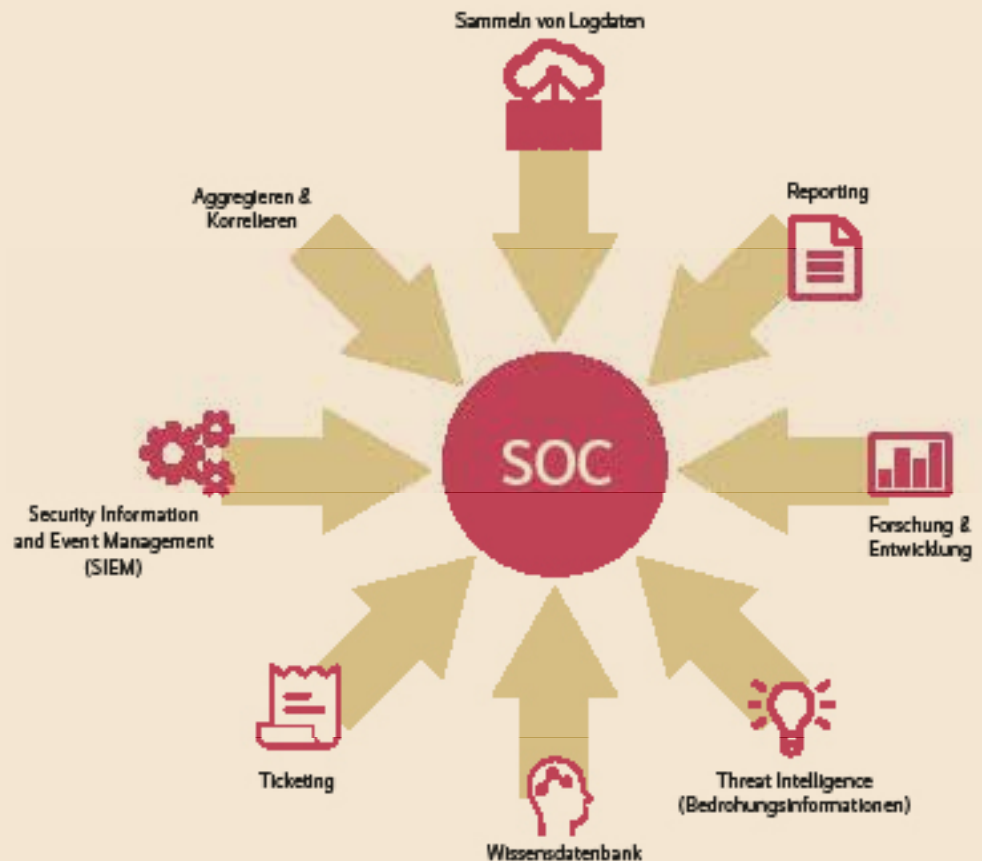 Sammeln von Logdaten
Aggregieren &
Korrelieren
Reporting
SOC
Security Information
and Event Management
(SIEM)
Forschung &
Entwicklung
Ticketing
Threat Intelligence
(Bedrohungsinformationen)
Wissensdatenbank